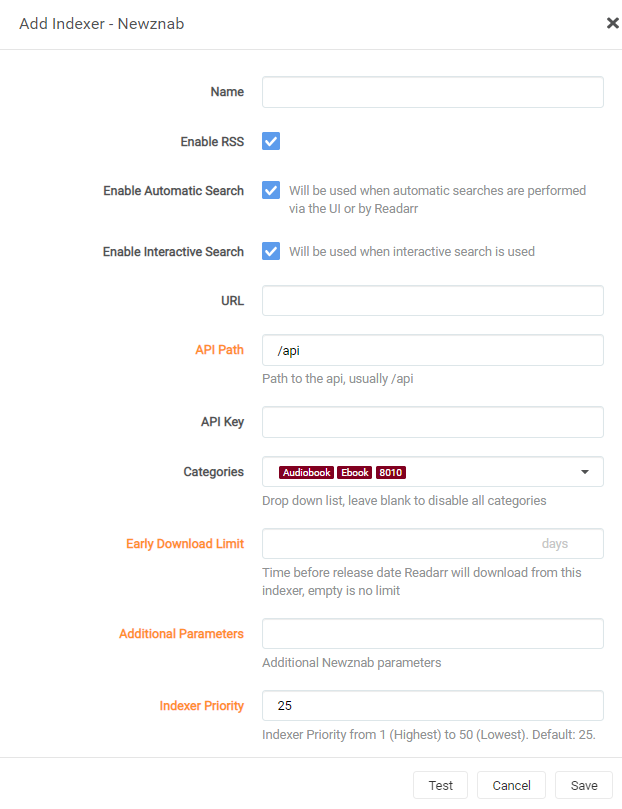 Add Indexer - Newznab
Name
Enable RSS
Enable Automatic Search
Will be used when automatic searches are performed
via the UI or by Readarr
Enable Interactive Search
Will be used when interactive search is used
URL
API Path
/api
Path to the api, usually /api
API Key
Categories
Audiobook Ebook 8010
Drop down list, leave blank to disable all categories
Early Download Limit
days
Time before release date Readarr will download from this
indexer, empty is no limit
Additional Parameters
Additional Newznab parameters
Indexer Priority
25
Indexer Priority from 1 (Highest) to 50 (Lowest). Default: 25.
Test Cancel Save